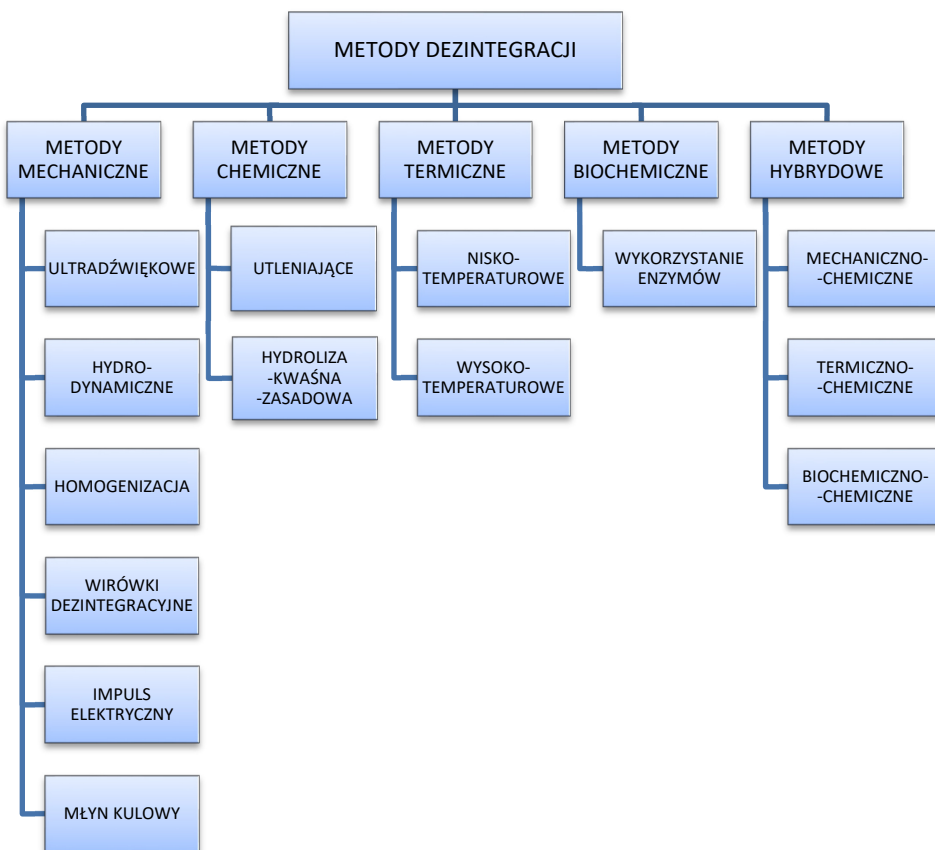 METODY DEZINTEGRACJI
METODY
MECHANICZNE
ULTRADŹWIĘKOWE
HYDRO-
DYNAMICZNE
HOMOGENIZACJA
WIRÓWKI
DEZINTEGRACYJNE
IMPULS
ELEKTRYCZNY
MŁYN KULOWY
METODY
CHEMICZNE
UTLENIAJĄCE
HYDROLIZA
-KWAŚNA
-ZASADOWA
METODY
TERMICZNE
NISKO-
TEMPERATUROWE
WYSOKO-
TEMPERATUROWE
METODY
BIOCHEMICZNE
WYKORZYSTANIE
ENZYMÓW
METODY
HYBRYDOWE
MECHANICZNO-
-CHEMICZNE
TERMICZNO-
-CHEMICZNE
BIOCHEMICZNO-
-CHEMICZNE